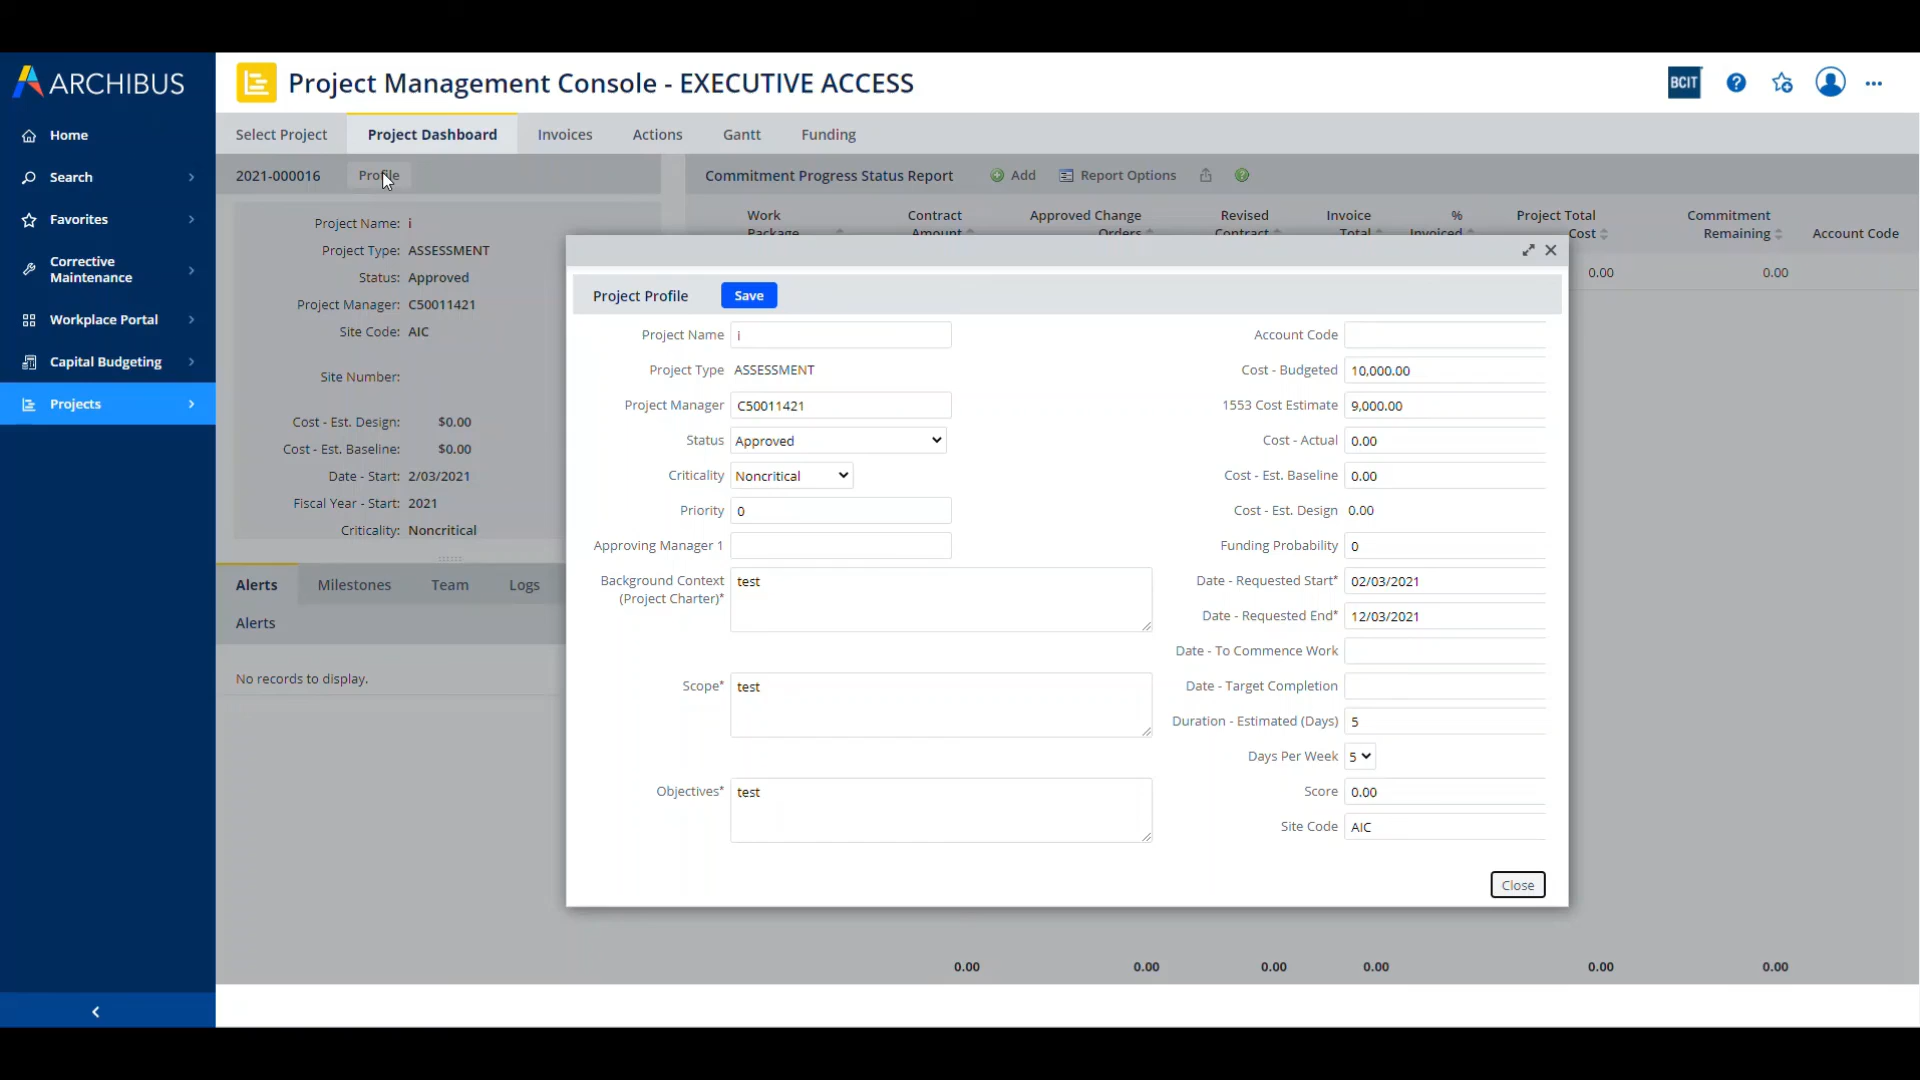 ARCHIBUS
Home
Search
Favorites
Corrective
Maintenance
Workplace Portal
Capital Budgeting
Projects
Project Management Console - EXECUTIVE ACCESS
BCIT
Select Project
Project Dashboard
Invoices
Actions
Gantt
Funding
2021-000016
Profile
Project Name: i
Project Type: ASSESSMENT
Status: Approved
Project Manager: C50011421
Site Code: AIC
Site Number:
Cost - Est. Design: $0.00
Cost - Est. Baseline: $0.00
Date - Start: 2/03/2021
Fiscal Year - Start: 2021
Criticality: Noncritical
Alerts
Milestones
Team
Logs
Alerts
No records to display.
Commitment Progress Status Report
Add
Report Options
Work
Package
Contract
Amount
Approved Change
Orders
Revised
Contract
Invoice
Total
%
Invoiced
Project Total
Cost
Commitment
Remaining
Account Code
0.00
0.00
Project Profile
Save
Project Name i
Project Type ASSESSMENT
Project Manager C50011421
Status Approved
Criticality Noncritical
Priority 0
Approving Manager 1
Background Context
(Project Charter)*
test
Scope* test
Objectives* test
Account Code
Cost - Budgeted 10,000.00
1553 Cost Estimate 9,000.00
Cost - Actual 0.00
Cost - Est. Baseline 0.00
Cost - Est. Design 0.00
Funding Probability 0
Date - Requested Start* 02/03/2021
Date - Requested End* 12/03/2021
Date - To Commence Work
Date - Target Completion
Duration - Estimated (Days) 5
Days Per Week 5
Score 0.00
Site Code AIC
Close
0.00 0.00 0.00 0.00 0.00 0.00